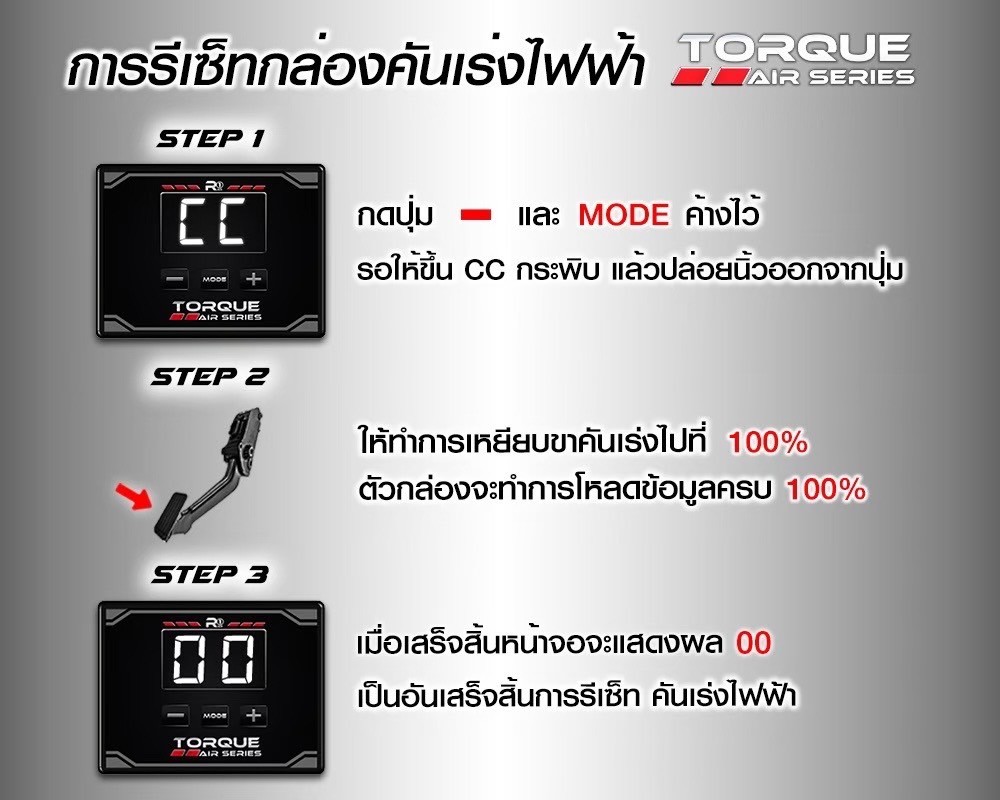 การรีเซ็ทกล่องคันเร่งไฟฟ้า TORQUE
AIR SERIES
STEP 1
R1
CC
− MODE +
TORQUE
AIR SERIES
กดปุ่ม − และ MODE ค้างไว้
รอให้ขึ้น CC กระพิบ แล้วปล่อยนิ้วออกจากปุ่ม
STEP 2
ให้ทำการเหยียบขาคันเร่งไปที่ 100%
ตัวกล่องจะทำการโหลดข้อมูลครบ 100%
STEP 3
R1
00
− MODE +
TORQUE
AIR SERIES
เมื่อเสร็จสิ้นหน้าจอจะแสดงผล 00
เป็นอันเสร็จสิ้นการรีเซ็ท คันเร่งไฟฟ้า